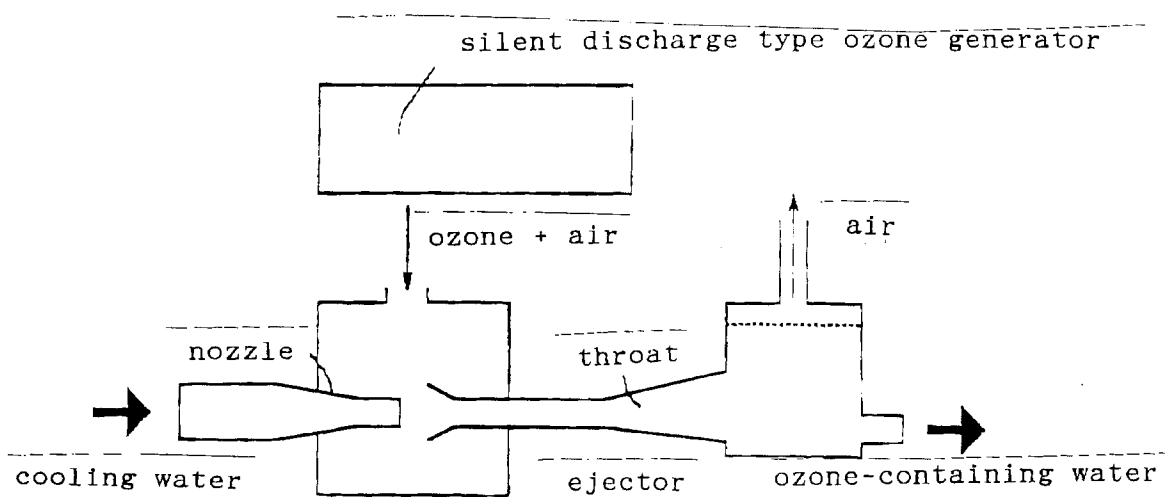 silent discharge type ozone generator
ozone + air
air
nozzle
throat
cooling water
ejector
ozone-containing water